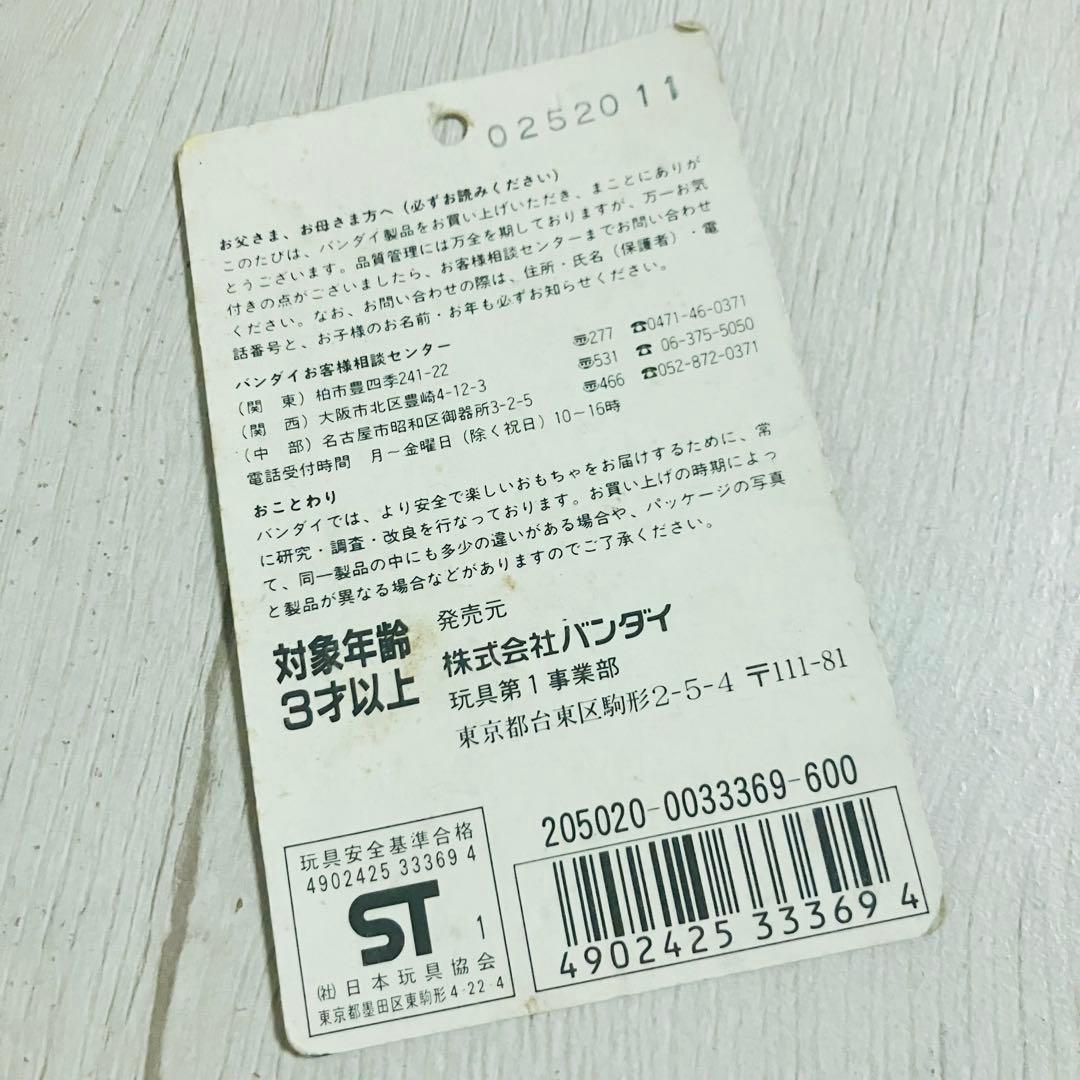 0252011
お父さま、お母さま方へ(必ずお読みください)
このたびは、バンダイ製品をお買い上げいただき、まことにありが
とうございます。品質管理には万全を期しておりますが、万一お気
付きの点がございましたら、お客様相談センターまでお問い合わせ
ください。なお、お問い合わせの際は、住所・氏名(保護者)・電
話番号と、お子様のお名前・お年も必ずお知らせください。
バンダイお客様相談センター
(関 東)柏市豊四季241-22 〠277 ☎0471-46-0371
(関 西)大阪市北区豊崎4-12-3 〠531 ☎ 06-375-5050
(中 部)名古屋市昭和区御器所3-2-5 〠466 ☎052-872-0371
電話受付時間 月~金曜日(除く祝日)10~16時
おことわり
バンダイでは、より安全で楽しいおもちゃをお届けするために、常
に研究・調査・改良を行なっております。お買い上げの時期によっ
て、同一製品の中にも多少の違いがある場合や、パッケージの写真
と製品が異なる場合などがありますのでご了承ください。
対象年齢
3才以上
発売元
株式会社バンダイ
玩具第1事業部
東京都台東区駒形2-5-4 〒111-81
玩具安全基準合格
4902425 33369 4
ST 1
(社)日本玩具協会
東京都墨田区東駒形4-22-4
205020-0033369-600
4902425 33369 4